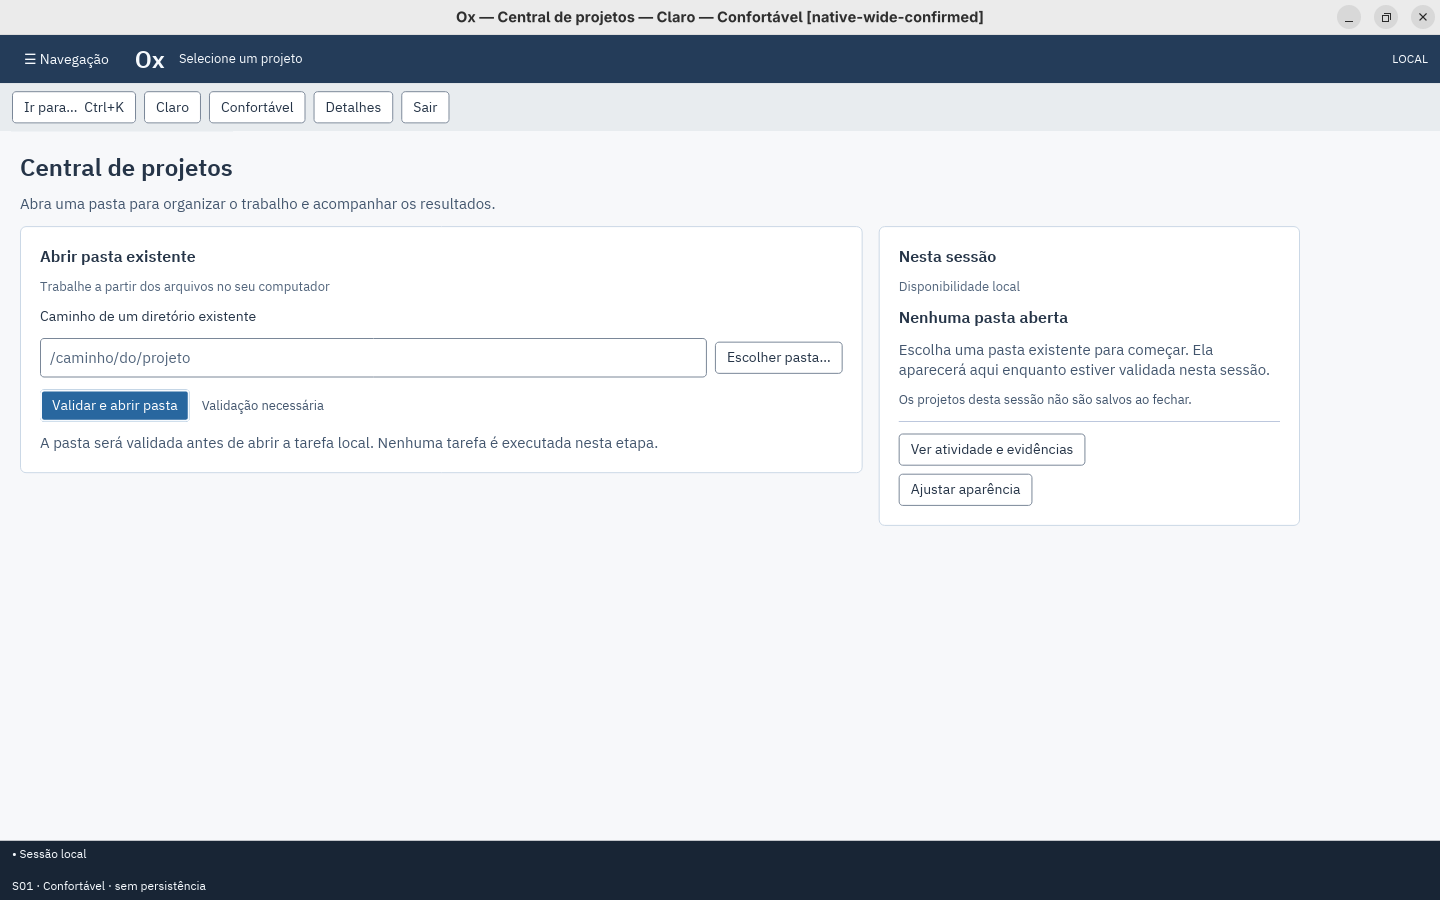 Ox — Central de projetos — Claro — Confortável [native-wide-confirmed]
☰ Navegação
Ox
Selecione um projeto
LOCAL
Ir para... Ctrl+K
Claro
Confortável
Detalhes
Sair
Central de projetos
Abra uma pasta para organizar o trabalho e acompanhar os resultados.
Abrir pasta existente
Trabalhe a partir dos arquivos no seu computador
Caminho de um diretório existente
/caminho/do/projeto
Escolher pasta...
Validar e abrir pasta
Validação necessária
A pasta será validada antes de abrir a tarefa local. Nenhuma tarefa é executada nesta etapa.
Nesta sessão
Disponibilidade local
Nenhuma pasta aberta
Escolha uma pasta existente para começar. Ela
aparecerá aqui enquanto estiver validada nesta sessão.
Os projetos desta sessão não são salvos ao fechar.
Ver atividade e evidências
Ajustar aparência
• Sessão local
S01 · Confortável · sem persistência